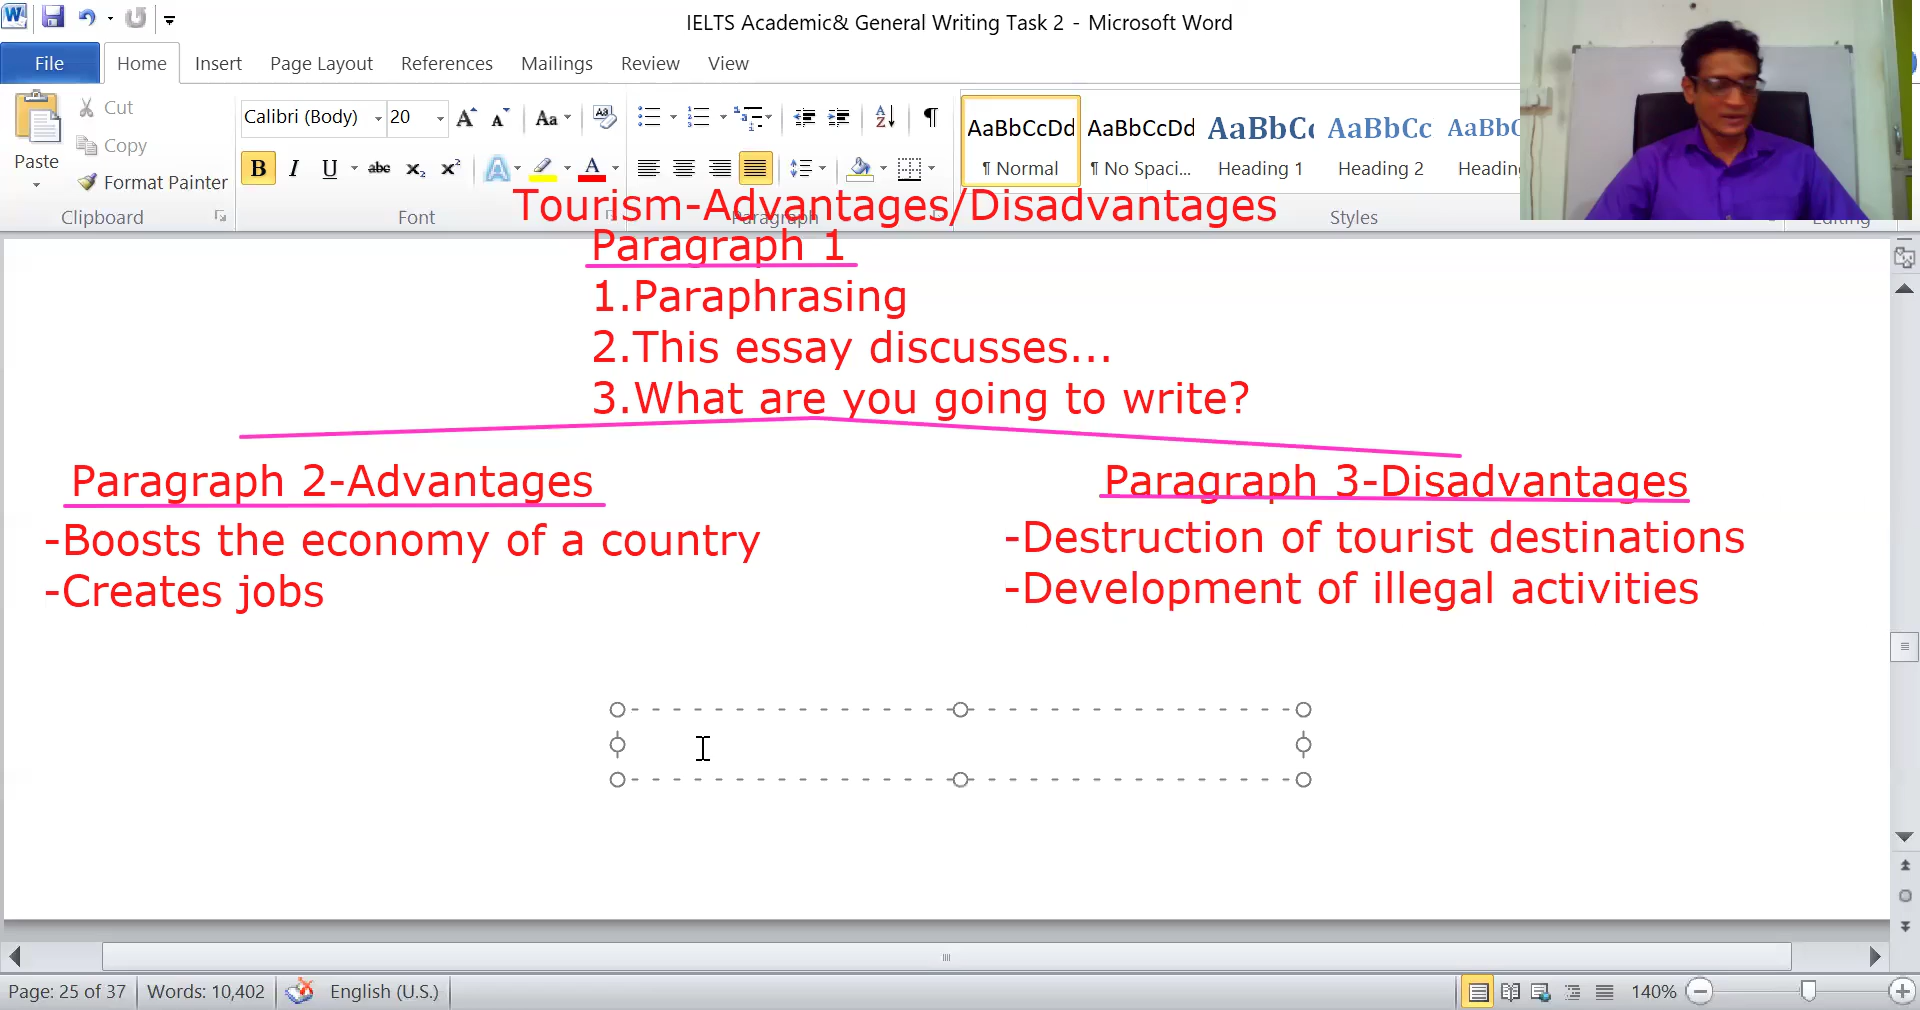 IELTS Academic& General Writing Task 2 - Microsoft Word
File Home Insert Page Layout References Mailings Review View
Cut
Copy
Format Painter
Paste
Clipboard
Calibri (Body) 20
Font
Paragraph
AaBbCcDd AaBbCcDd AaBbCc AaBbCc AaBbC
¶ Normal ¶ No Spaci... Heading 1 Heading 2 Heading
Styles
Editing
Tourism-Advantages/Disadvantages
Paragraph 1
1.Paraphrasing
2.This essay discusses...
3.What are you going to write?
Paragraph 2-Advantages
-Boosts the economy of a country
-Creates jobs
Paragraph 3-Disadvantages
-Destruction of tourist destinations
-Development of illegal activities
Page: 25 of 37 Words: 10,402 English (U.S.) 140%